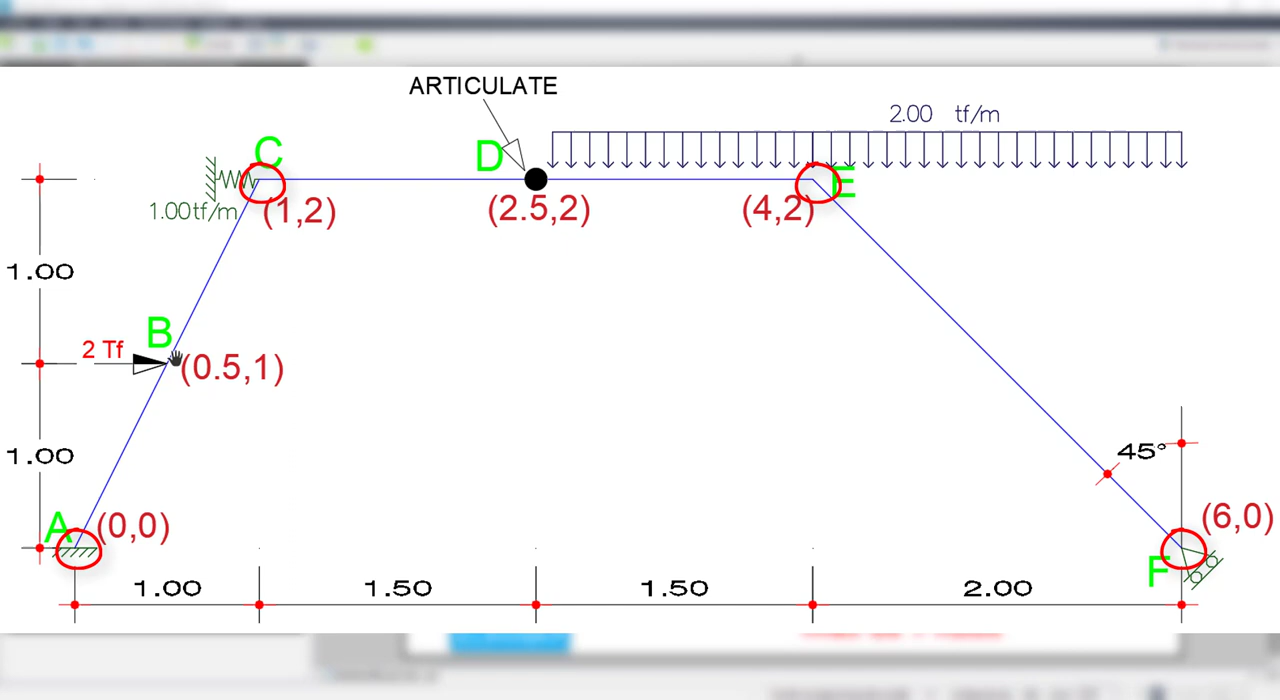 ARTICULATE
2.00 tf/m
C
D
E
1.00tf/m
(1,2)
(2.5,2)
(4,2)
1.00
B
2 Tf
(0.5,1)
1.00
45°
A
(0,0)
(6,0)
F
1.00
1.50
1.50
2.00